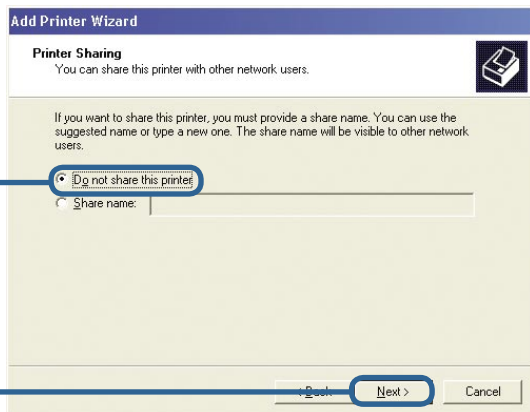 Add Printer Wizard
Printer Sharing
You can share this printer with other network users.
If you want to share this printer, you must provide a share name. You can use the
suggested name or type a new one. The share name will be visible to other network
users.
Do not share this printer
Share name:
< Back
Next >
Cancel